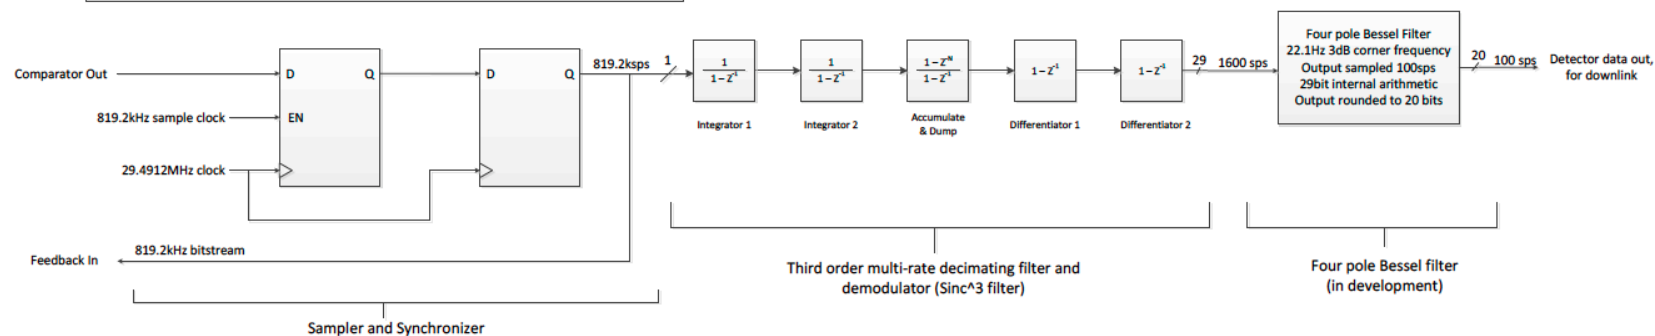 Comparator Out
819.2kHz sample clock
29.4912MHz clock
D
Q
EN
D
Q
819.2ksps
1
1
1-Z⁻¹
Integrator 1
1
1-Z⁻¹
Integrator 2
1-Z⁻ᴺ
1-Z⁻¹
Accumulate
& Dump
1-Z⁻¹
Differentiator 1
1-Z⁻¹
Differentiator 2
29
1600 sps
Four pole Bessel Filter
22.1Hz 3dB corner frequency
Output sampled 100sps
29bit internal arithmetic
Output rounded to 20 bits
20
100 sps
Detector data out,
for downlink
819.2kHz bitstream
Feedback In
Sampler and Synchronizer
Third order multi-rate decimating filter and
demodulator (Sinc^3 filter)
Four pole Bessel filter
(in development)